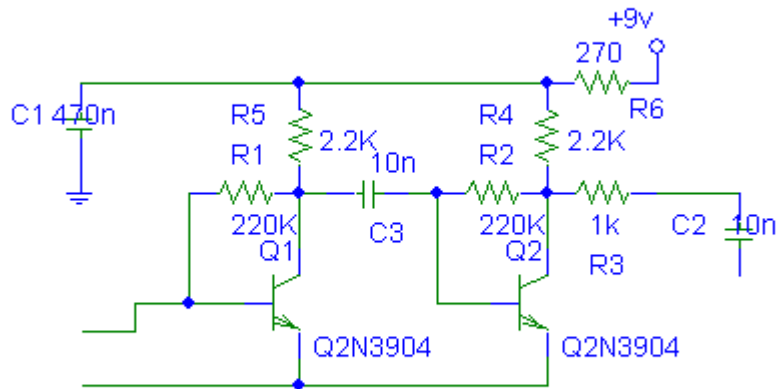 +9v
270
C1 470n
R5
R4
R6
2.2K
2.2K
R1
10n
R2
220K
C3
220K
1k
C2
10n
Q1
Q2
R3
Q2N3904
Q2N3904